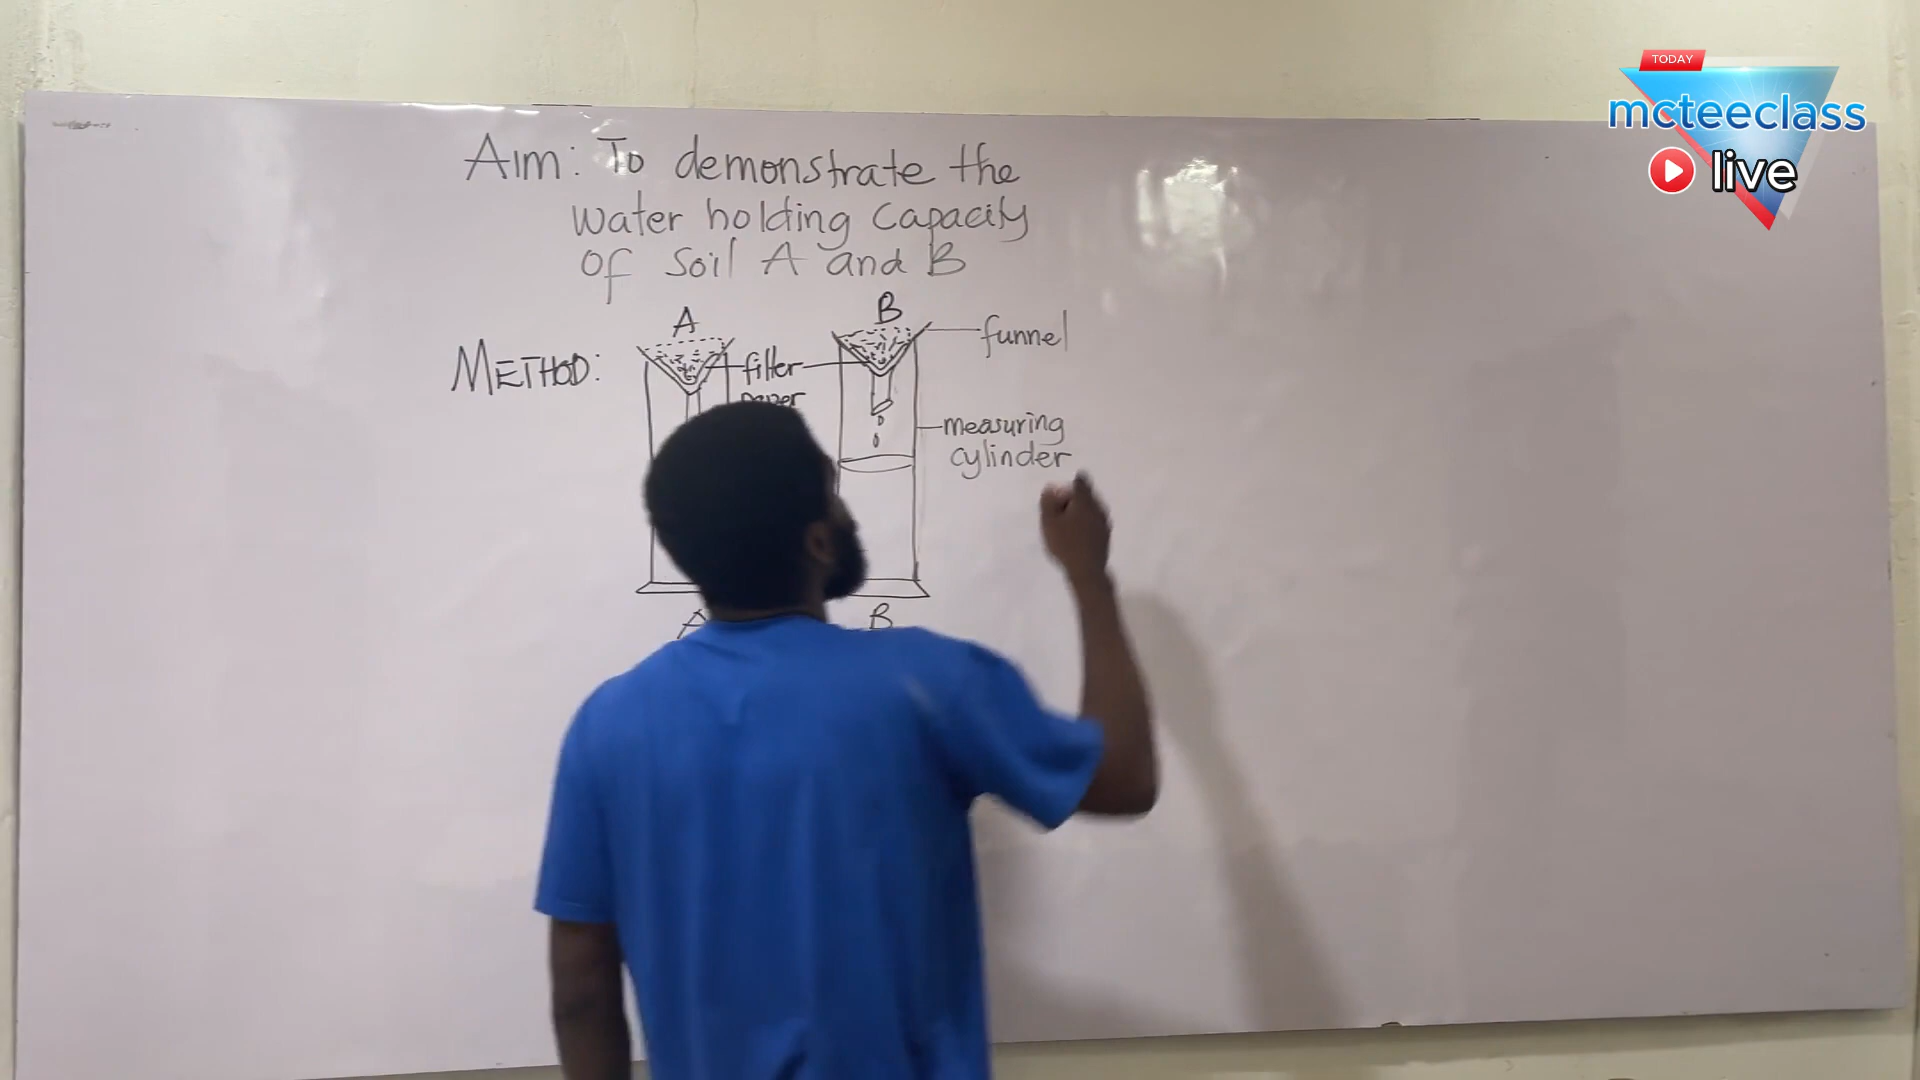 TODAY
mcteeclass
live
Aim: To demonstrate the
water holding capacity
of soil A and B
A
B
METHOD:
filter
paper
funnel
measuring
cylinder
A
B